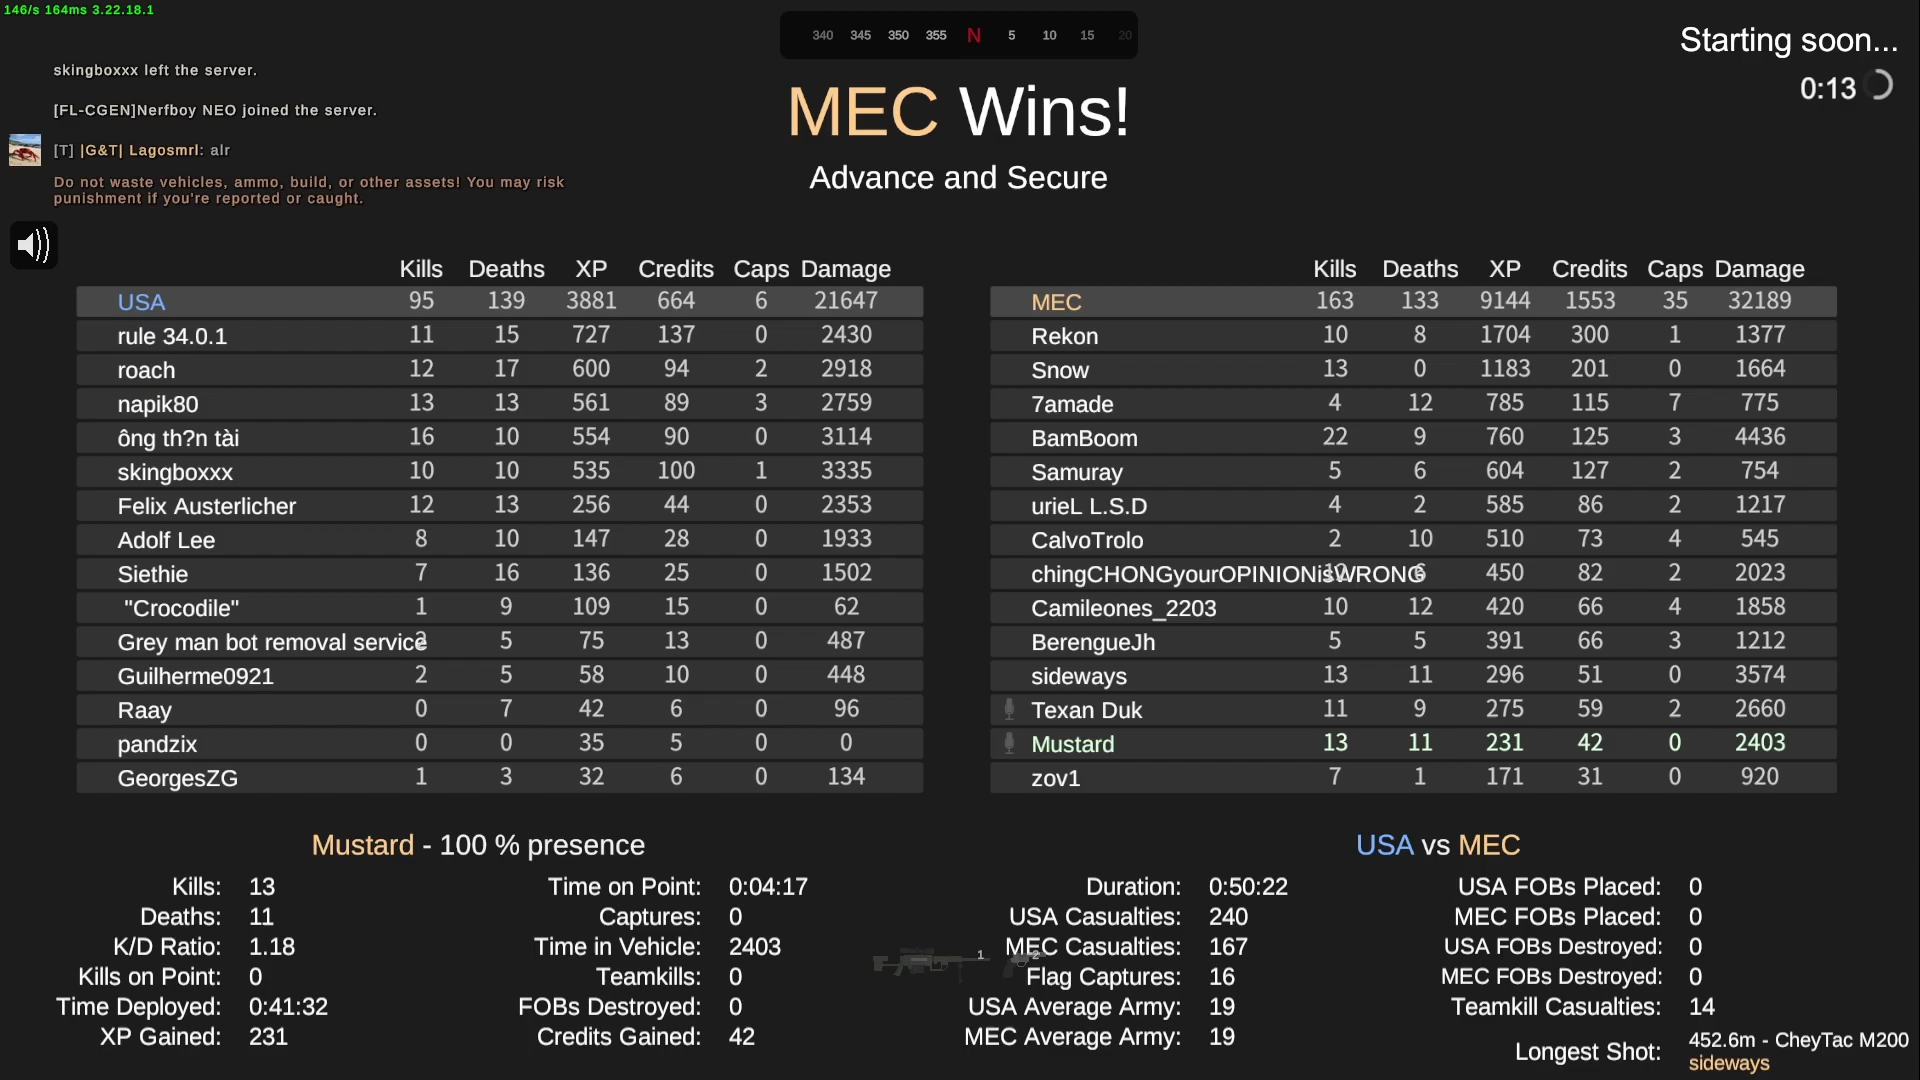 146/s 164ms 3.22.18.1
340 345 350 355 N 5 10 15 20
Starting soon...
0:13
skingboxxx left the server.
[FL-CGEN]Nerfboy NEO joined the server.
[T] |G&T| Lagosmrl: alr
Do not waste vehicles, ammo, build, or other assets! You may risk
punishment if you're reported or caught.
MEC Wins!
Advance and Secure
Kills Deaths XP Credits Caps Damage
USA 95 139 3881 664 6 21647
rule 34.0.1 11 15 727 137 0 2430
roach 12 17 600 94 2 2918
napik80 13 13 561 89 3 2759
ông th?n tài 16 10 554 90 0 3114
skingboxxx 10 10 535 100 1 3335
Felix Austerlicher 12 13 256 44 0 2353
Adolf Lee 8 10 147 28 0 1933
Siethie 7 16 136 25 0 1502
"Crocodile" 1 9 109 15 0 62
Grey man bot removal service 5 75 13 0 487
Guilherme0921 2 5 58 10 0 448
Raay 0 7 42 6 0 96
pandzix 0 0 35 5 0 0
GeorgesZG 1 3 32 6 0 134
Kills Deaths XP Credits Caps Damage
MEC 163 133 9144 1553 35 32189
Rekon 10 8 1704 300 1 1377
Snow 13 0 1183 201 0 1664
7amade 4 12 785 115 7 775
BamBoom 22 9 760 125 3 4436
Samuray 5 6 604 127 2 754
urieL L.S.D 4 2 585 86 2 1217
CalvoTrolo 2 10 510 73 4 545
chingCHONGyourOPINIONisWRONG 6 450 82 2 2023
Camileones_2203 10 12 420 66 4 1858
BerengueJh 5 5 391 66 3 1212
sideways 13 11 296 51 0 3574
Texan Duk 11 9 275 59 2 2660
Mustard 13 11 231 42 0 2403
zov1 7 1 171 31 0 920
Mustard - 100 % presence
Kills: 13
Deaths: 11
K/D Ratio: 1.18
Kills on Point: 0
Time Deployed: 0:41:32
XP Gained: 231
Time on Point: 0:04:17
Captures: 0
Time in Vehicle: 2403
Teamkills: 0
FOBs Destroyed: 0
Credits Gained: 42
1
2
USA vs MEC
Duration: 0:50:22
USA Casualties: 240
MEC Casualties: 167
Flag Captures: 16
USA Average Army: 19
MEC Average Army: 19
USA FOBs Placed: 0
MEC FOBs Placed: 0
USA FOBs Destroyed: 0
MEC FOBs Destroyed: 0
Teamkill Casualties: 14
Longest Shot: 452.6m - CheyTac M200
sideways